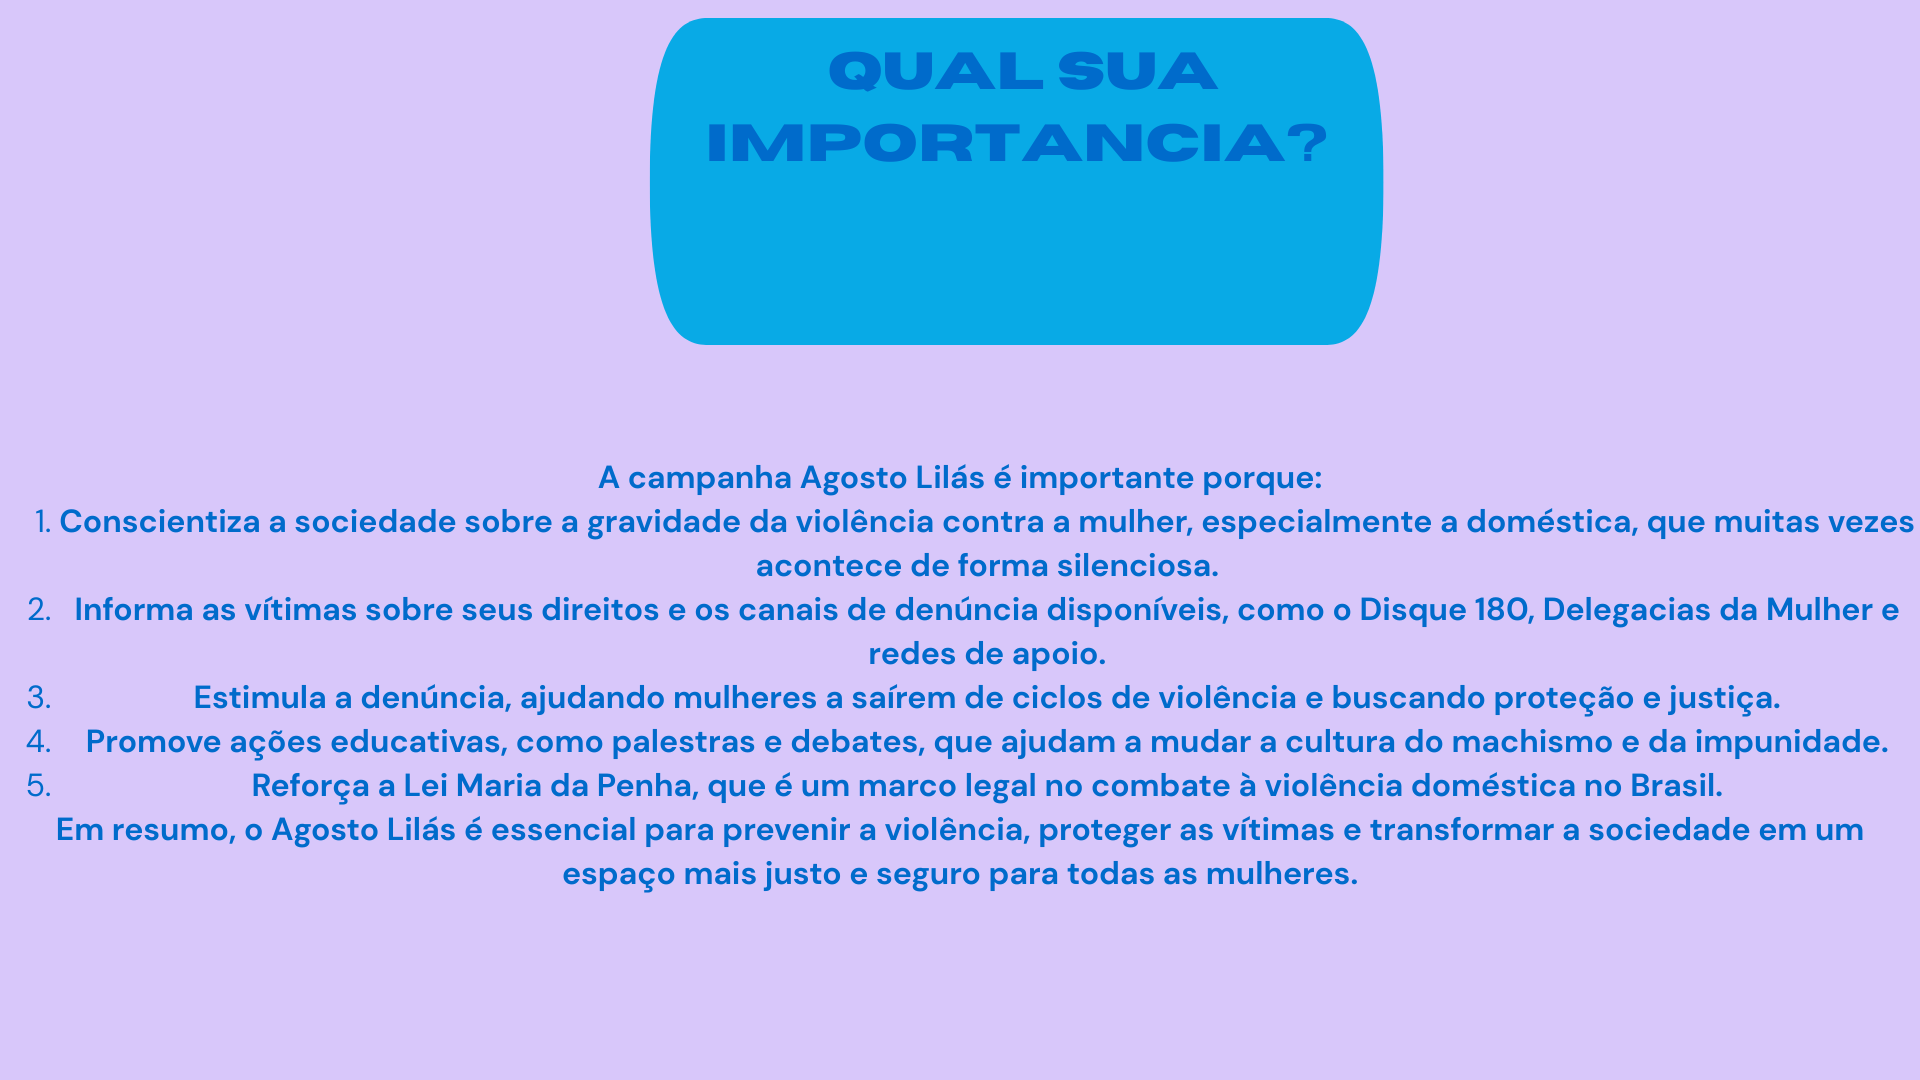 QUAL SUA
IMPORTANCIA?
A campanha Agosto Lilás é importante porque:
1. Conscientiza a sociedade sobre a gravidade da violência contra a mulher, especialmente a doméstica, que muitas vezes
acontece de forma silenciosa.
2. Informa as vítimas sobre seus direitos e os canais de denúncia disponíveis, como o Disque 180, Delegacias da Mulher e
redes de apoio.
3. Estimula a denúncia, ajudando mulheres a saírem de ciclos de violência e buscando proteção e justiça.
4. Promove ações educativas, como palestras e debates, que ajudam a mudar a cultura do machismo e da impunidade.
5. Reforça a Lei Maria da Penha, que é um marco legal no combate à violência doméstica no Brasil.
Em resumo, o Agosto Lilás é essencial para prevenir a violência, proteger as vítimas e transformar a sociedade em um
espaço mais justo e seguro para todas as mulheres.